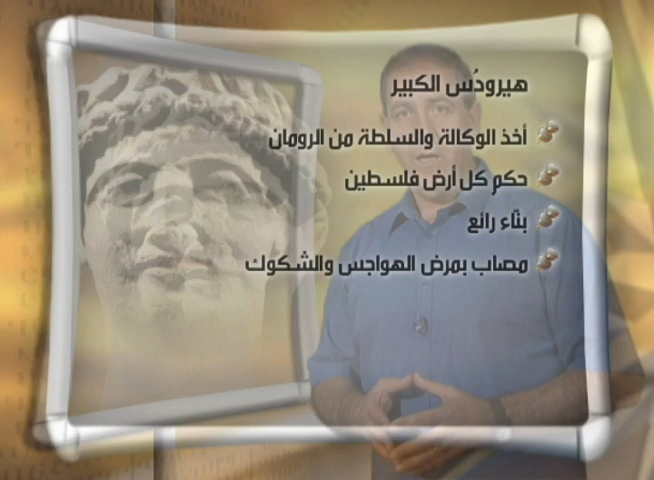 هيرودُس الكبير
أخذ الوكالة والسلطة من الرومان
حكم كل أرض فلسطين
بنّاء رائع
مصاب بمرض الهواجس والشكوك